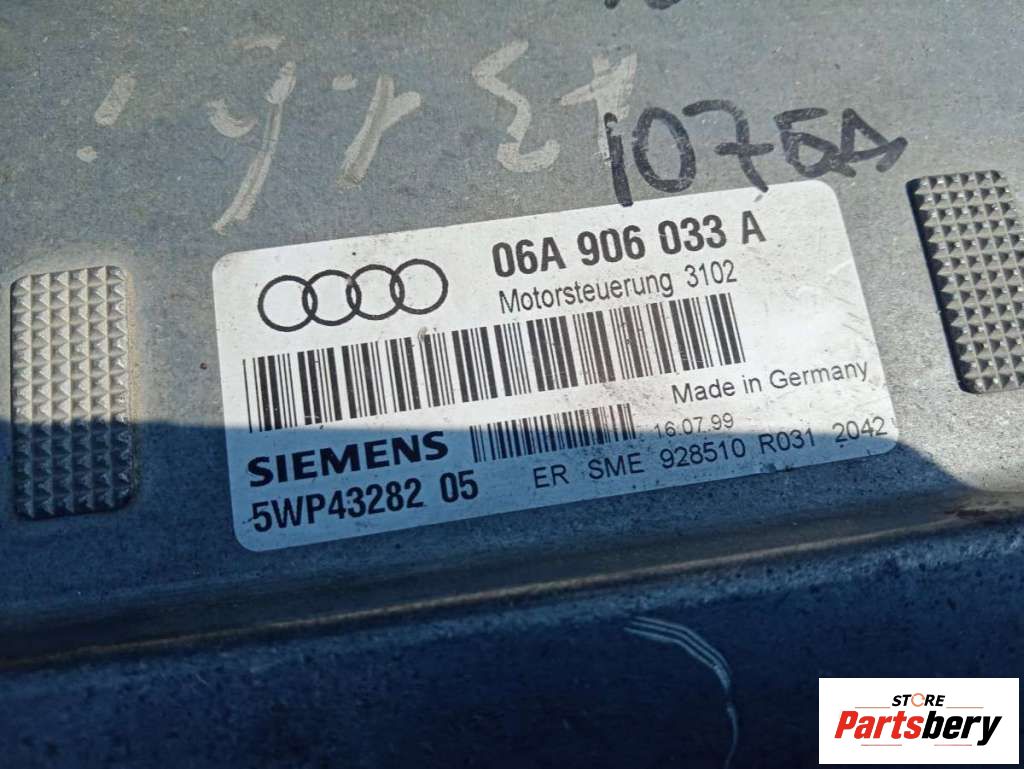 1076A
06A 906 033 A
Motorsteuerung 3102
Made in Germany
SIEMENS
16.07.99
5WP43282 05
ER SME 928510 R031 2042
STORE
Partsbery